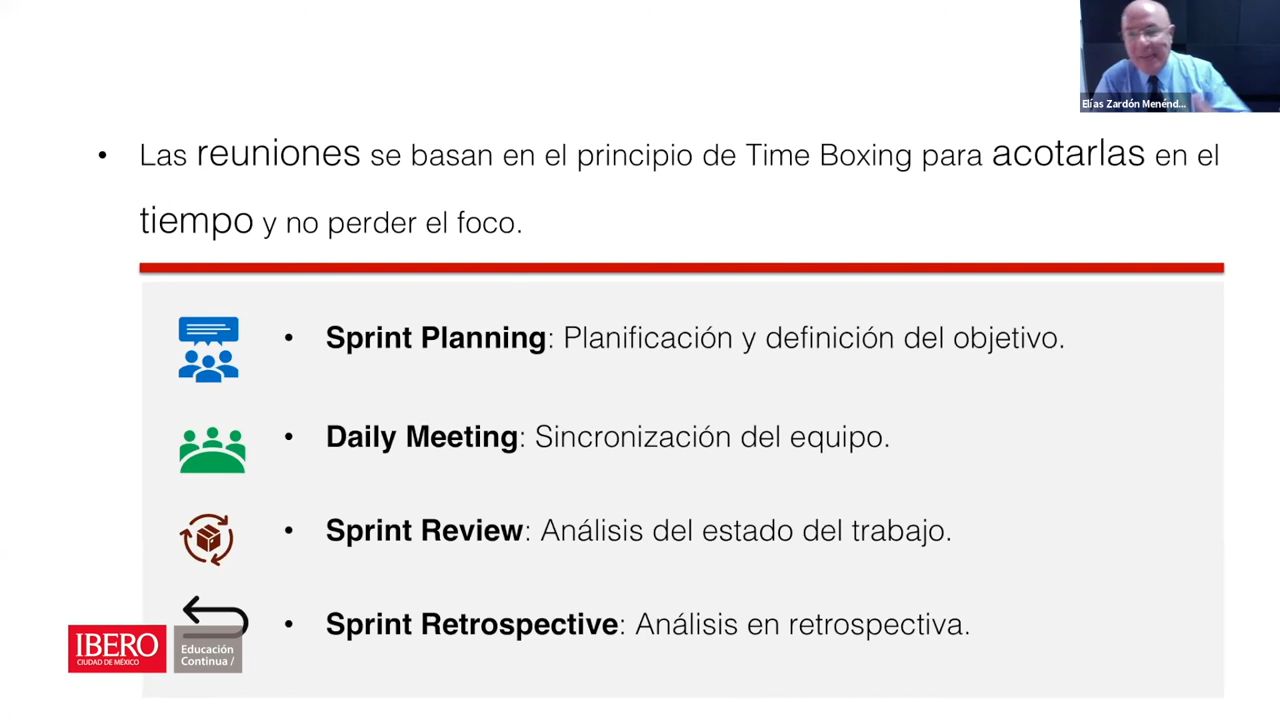 Elías Zardón Menénd...
• Las reuniones se basan en el principio de Time Boxing para acotarlas en el
tiempo y no perder el foco.
• Sprint Planning: Planificación y definición del objetivo.
• Daily Meeting: Sincronización del equipo.
• Sprint Review: Análisis del estado del trabajo.
• Sprint Retrospective: Análisis en retrospectiva.
IBERO
CIUDAD DE MÉXICO
Educación
Continua /